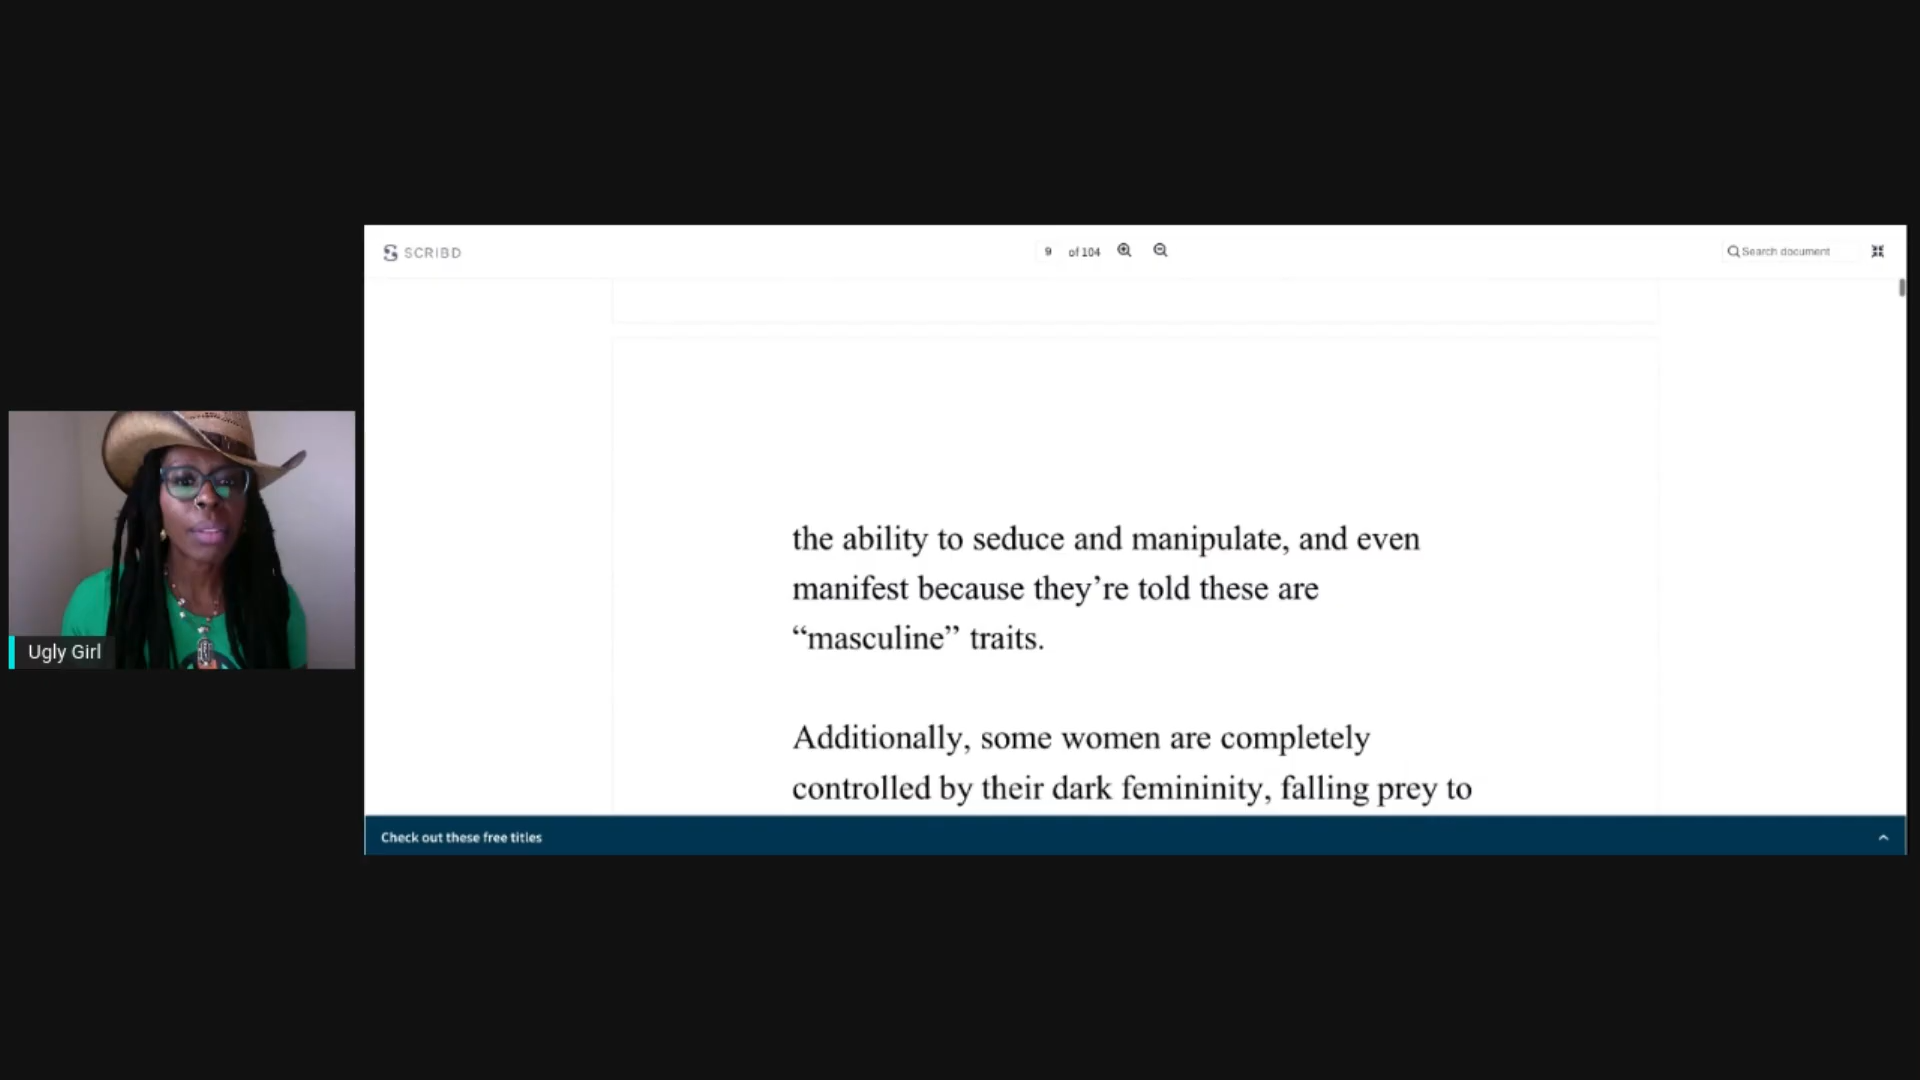 SCRIBD
9 of 104
Search document
the ability to seduce and manipulate, and even
manifest because they’re told these are
“masculine” traits.
Additionally, some women are completely
controlled by their dark femininity, falling prey to
Ugly Girl
Check out these free titles